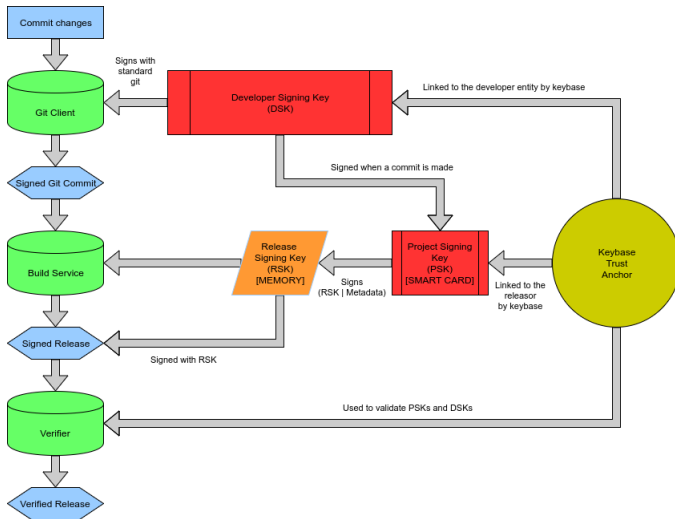 Commit changes
Signs with
standard
git
Developer Signing Key
(DSK)
Linked to the developer entity by keybase
Git Client
Signed when a commit is made
Signed Git Commit
Release
Signing Key
(RSK)
[MEMORY]
Project Signing
Key
(PSK)
[SMART CARD]
Keybase
Trust
Anchor
Build Service
Signs
(RSK | Metadata)
Linked to the
releasor
by keybase
Signed Release
Signed with RSK
Used to validate PSKs and DSKs
Verifier
Verified Release